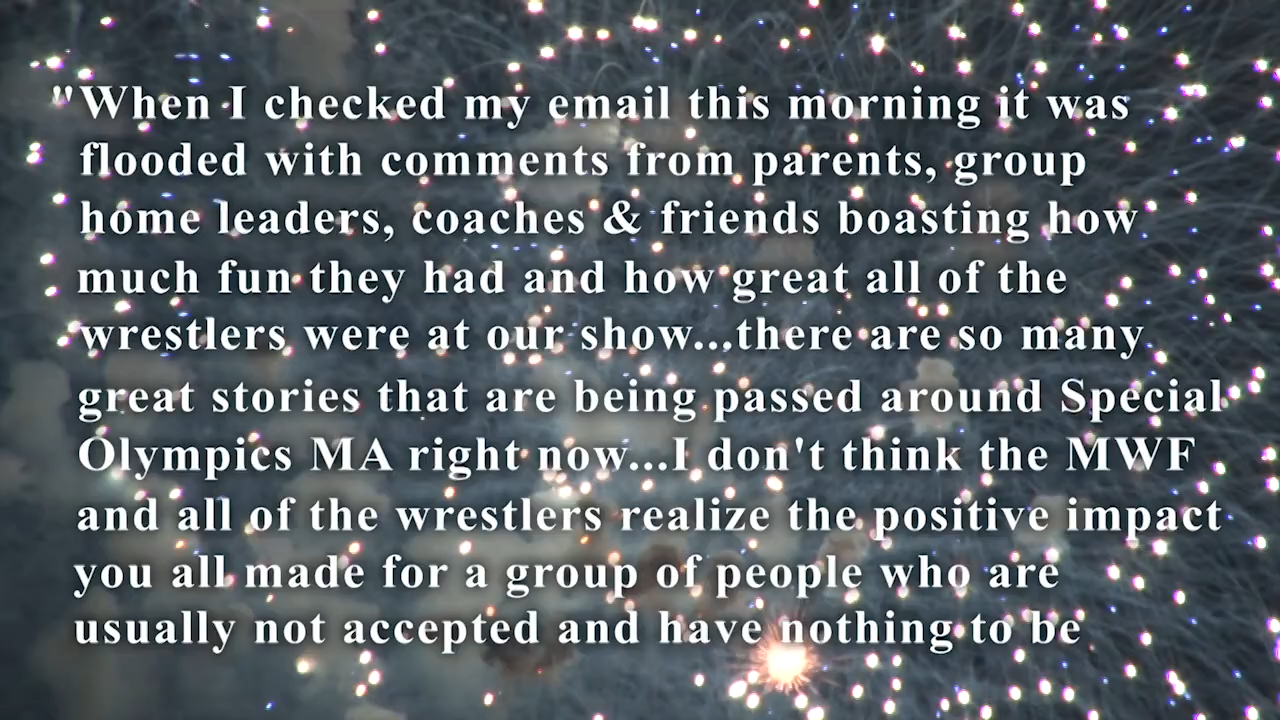 "When I checked my email this morning it was
flooded with comments from parents, group
home leaders, coaches & friends boasting how
much fun they had and how great all of the
wrestlers were at our show...there are so many
great stories that are being passed around Special
Olympics MA right now...I don't think the MWF
and all of the wrestlers realize the positive impact
you all made for a group of people who are
usually not accepted and have nothing to be